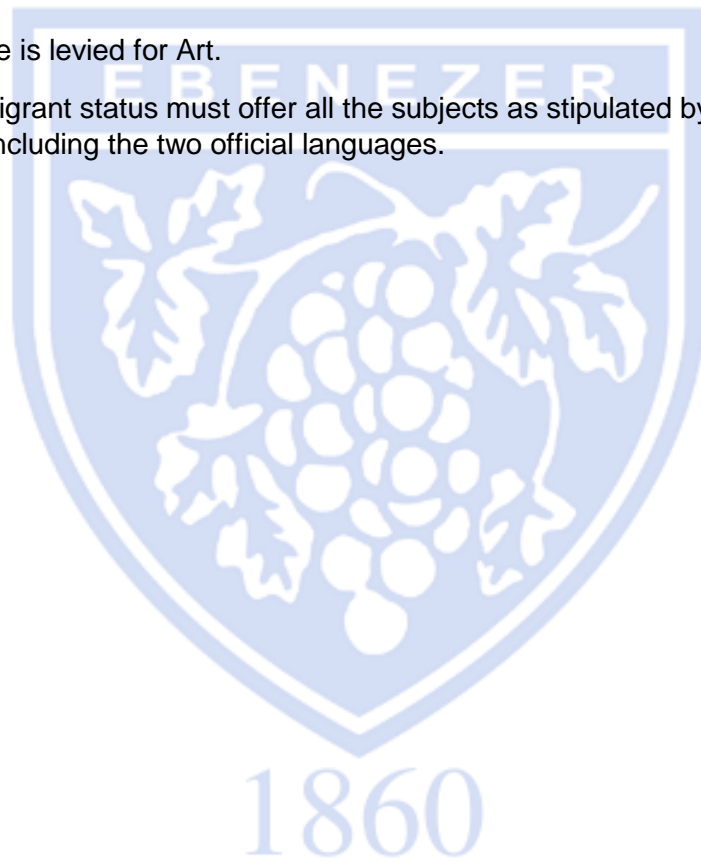 e is levied for Art.
EBENEZER
igrant status must offer all the subjects as stipulated by
ncluding the two official languages.
1860